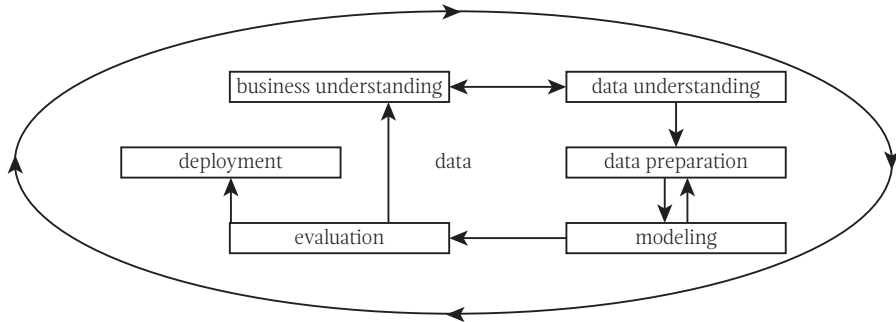 business understanding
data understanding
deployment
data
data preparation
evaluation
modeling